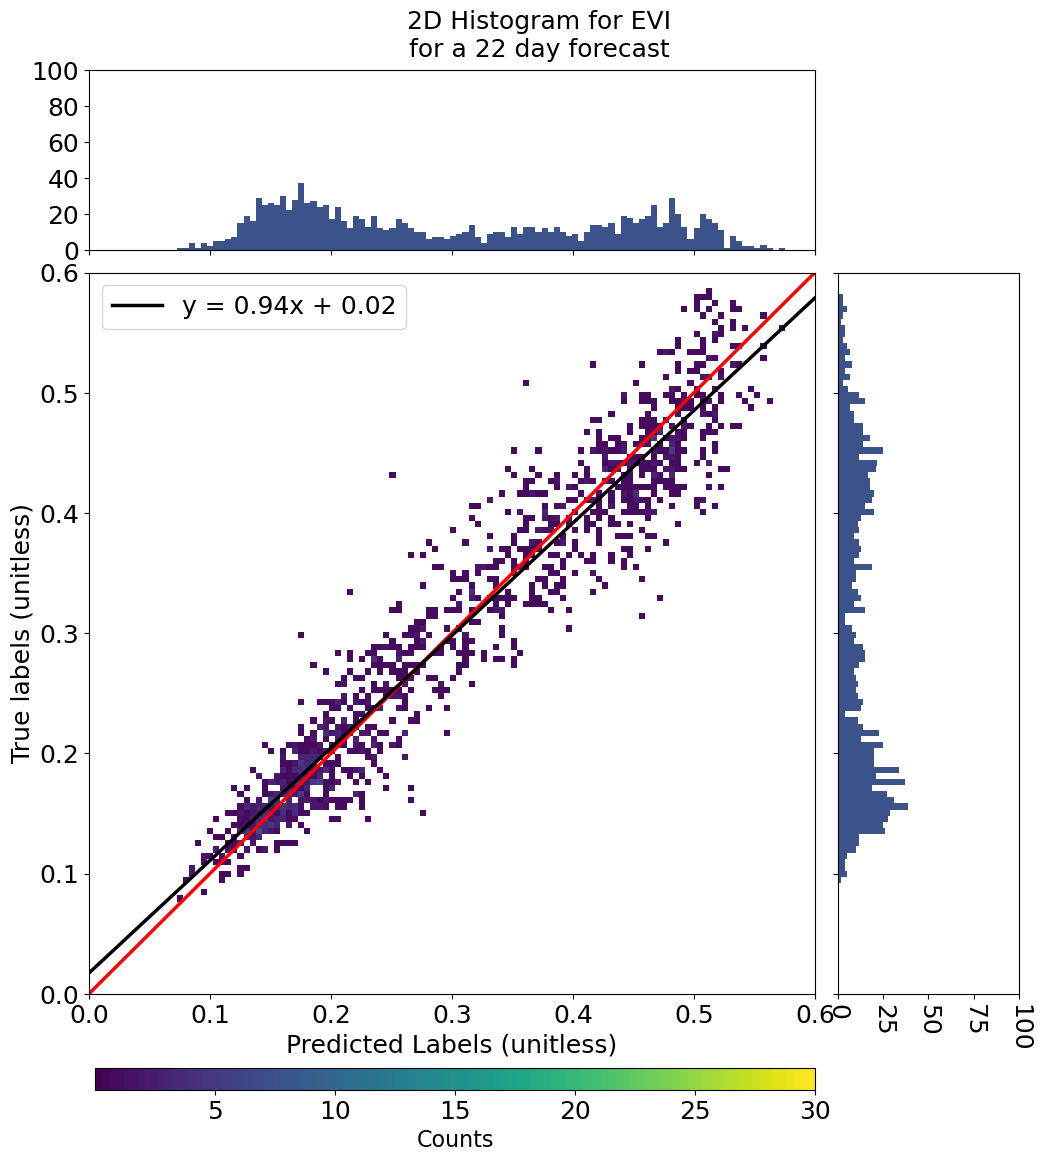 2D Histogram for EVI
for a 22 day forecast
100
80
60
40
20
0
0.6
0.5
0.4
0.3
0.2
0.1
0.0
True labels (unitless)
y = 0.94x + 0.02
0.0 0.1 0.2 0.3 0.4 0.5 0.6
Predicted Labels (unitless)
0 25 50 75 100
5 10 15 20 25 30
Counts